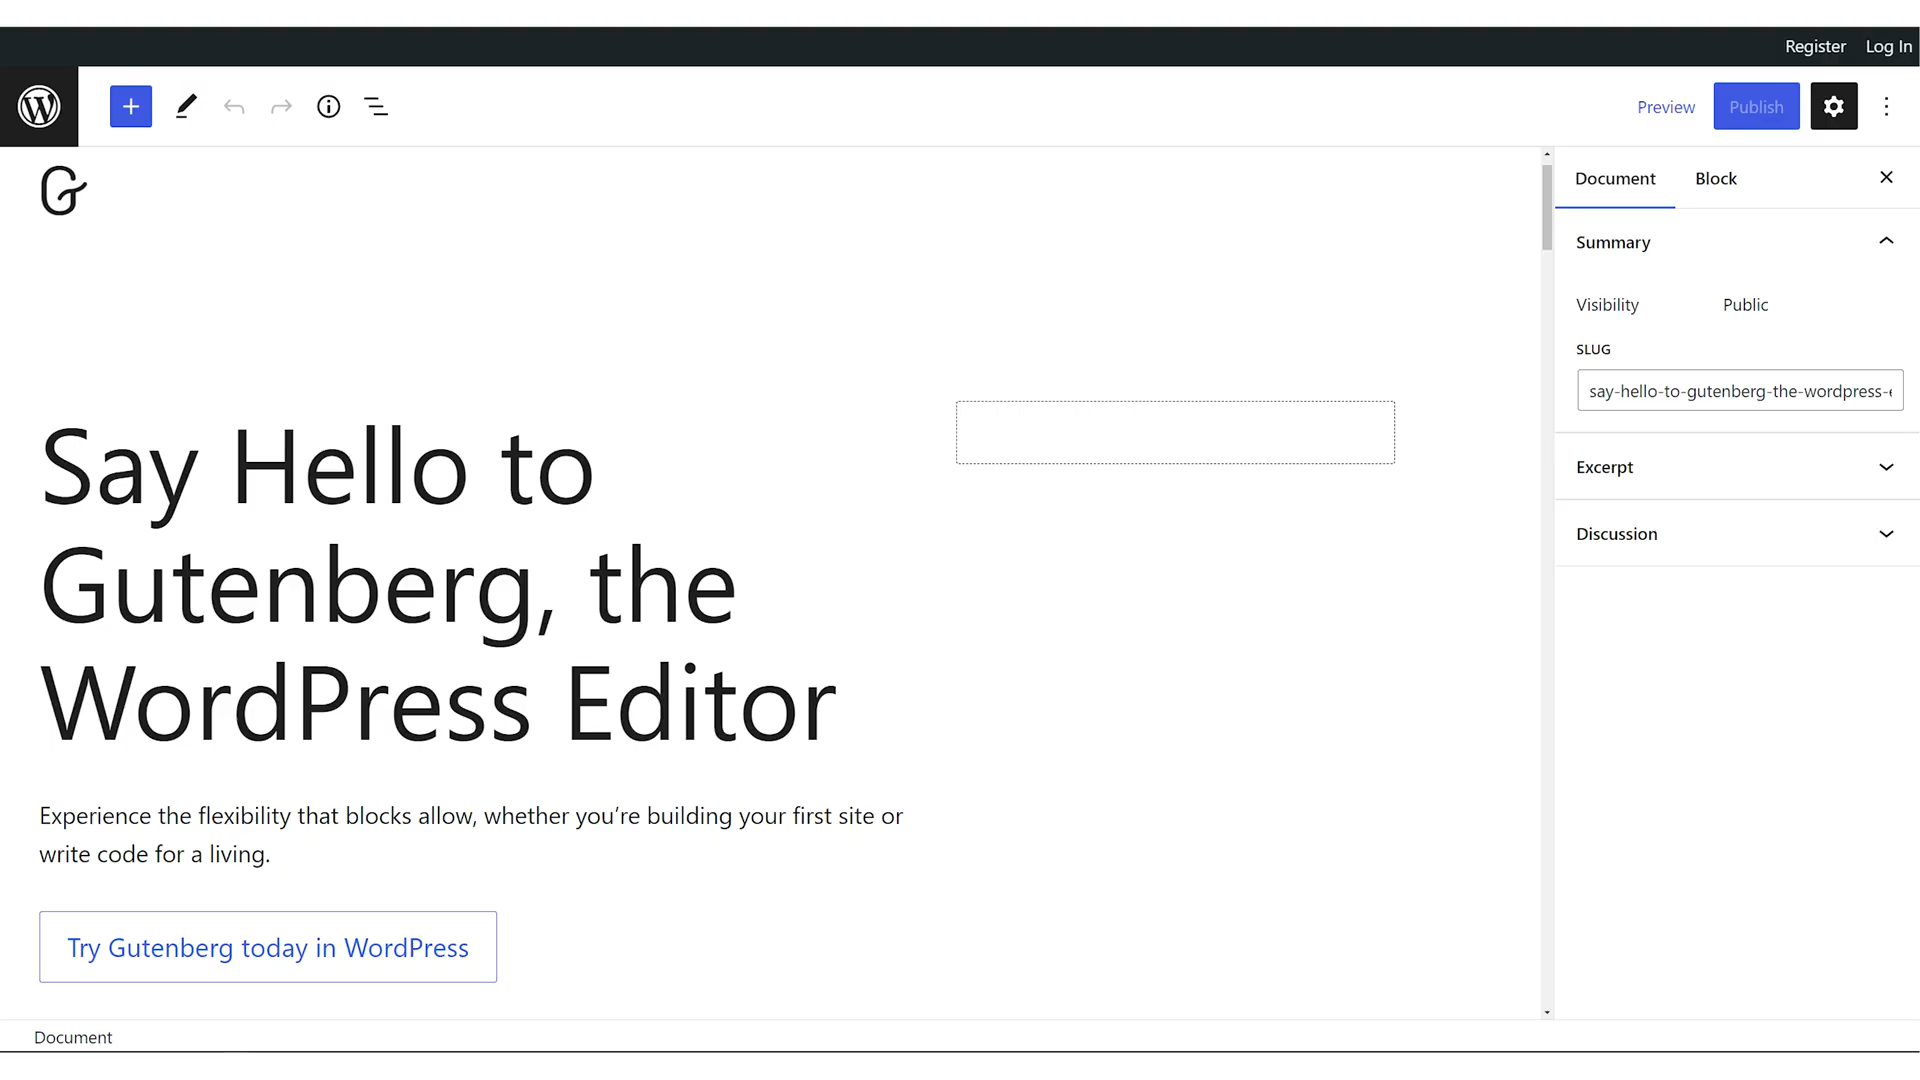 Register Log In
Preview Publish
Document Block
Summary
Visibility Public
SLUG
say-hello-to-gutenberg-the-wordpress-
Excerpt
Discussion
Say Hello to
Gutenberg, the
WordPress Editor
Experience the flexibility that blocks allow, whether you’re building your first site or
write code for a living.
Try Gutenberg today in WordPress
Document